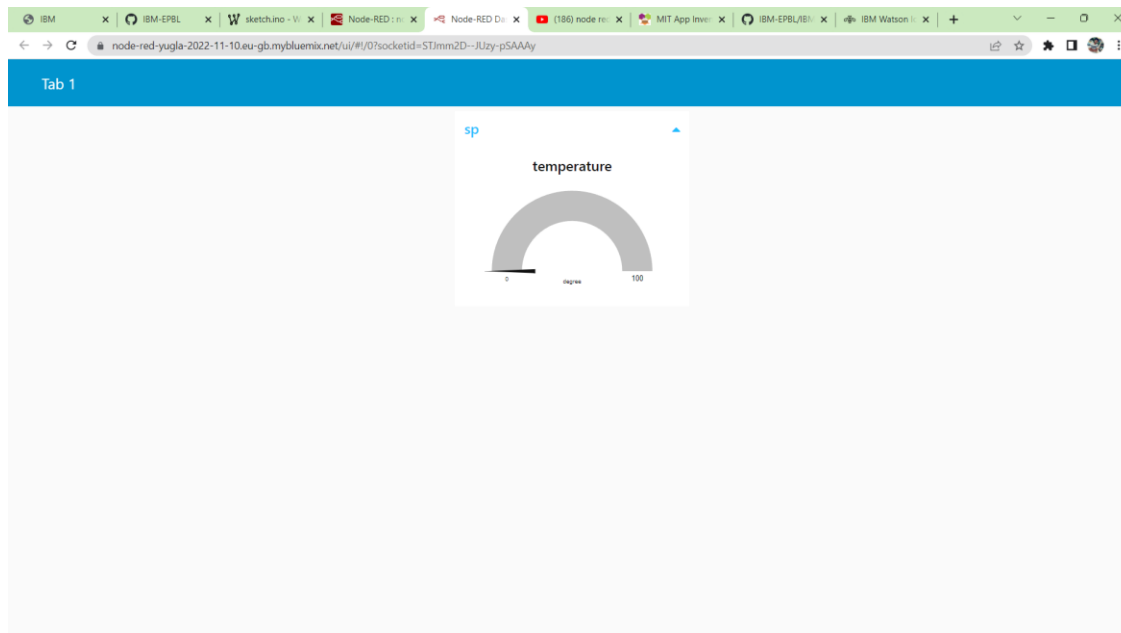 IBM
IBM-EPBL
sketch.ino - W
Node-RED : n
Node-RED Da
(186) node rec
MIT App Inve
IBM-EPBL/IB
IBM Watson I
node-red-yugla-2022-11-10.eu-gb.mybluemix.net/ui/#!/0?socketid=STJmm2D--JUzy-pSAAAy
Tab 1
sp
temperature
0 degree 100